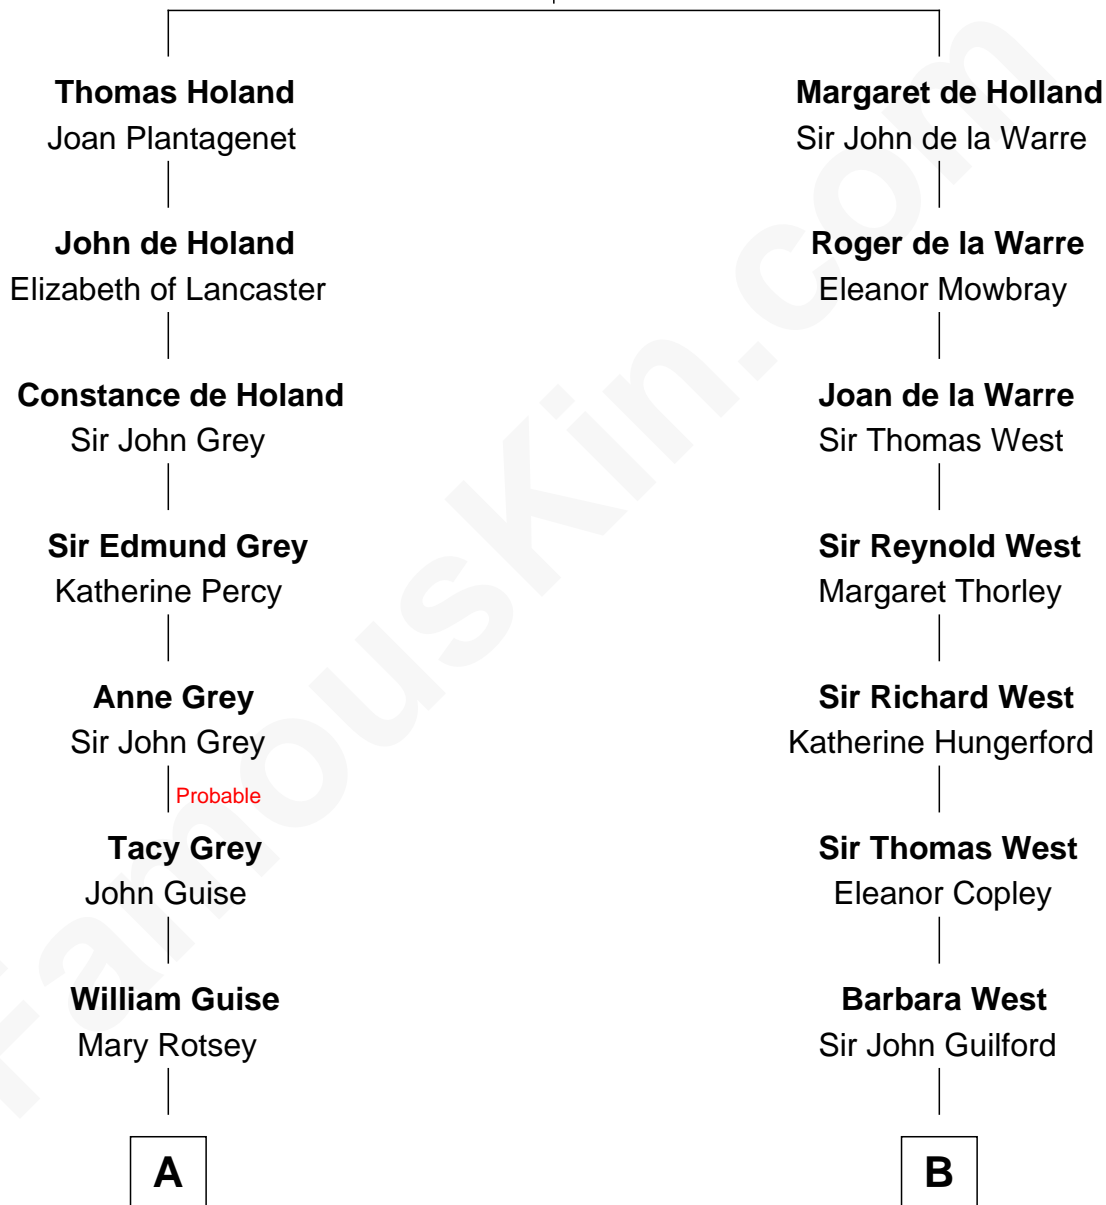 Thomas Holand
Joan Plantagenet
John de Holand
Elizabeth of Lancaster
Constance de Holand
Sir John Grey
Sir Edmund Grey
Katherine Percy
Anne Grey
Sir John Grey
Probable
Tacy Grey
John Guise
William Guise
Mary Rotsey
A
Margaret de Holland
Sir John de la Warre
Roger de la Warre
Eleanor Mowbray
Joan de la Warre
Sir Thomas West
Sir Reynold West
Margaret Thorley
Sir Richard West
Katherine Hungerford
Sir Thomas West
Eleanor Copley
Barbara West
Sir John Guilford
B
FamousKin.com